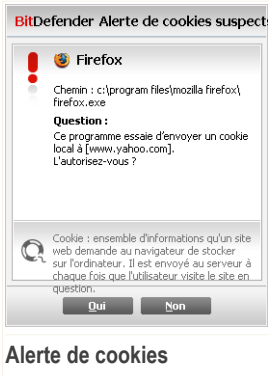 BitDefender Alerte de cookies suspects
Firefox
Chemin : c:\program files\mozilla firefox\
firefox.exe
Question :
Ce programme essaie d'envoyer un cookie
local à [www.yahoo.com].
L'autorisez-vous ?
Cookie : ensemble d'informations qu'un site
web demande au navigateur de stocker
sur l'ordinateur. Il est envoyé au serveur à
chaque fois que l'utilisateur visite le site en
question.
Oui Non
Alerte de cookies